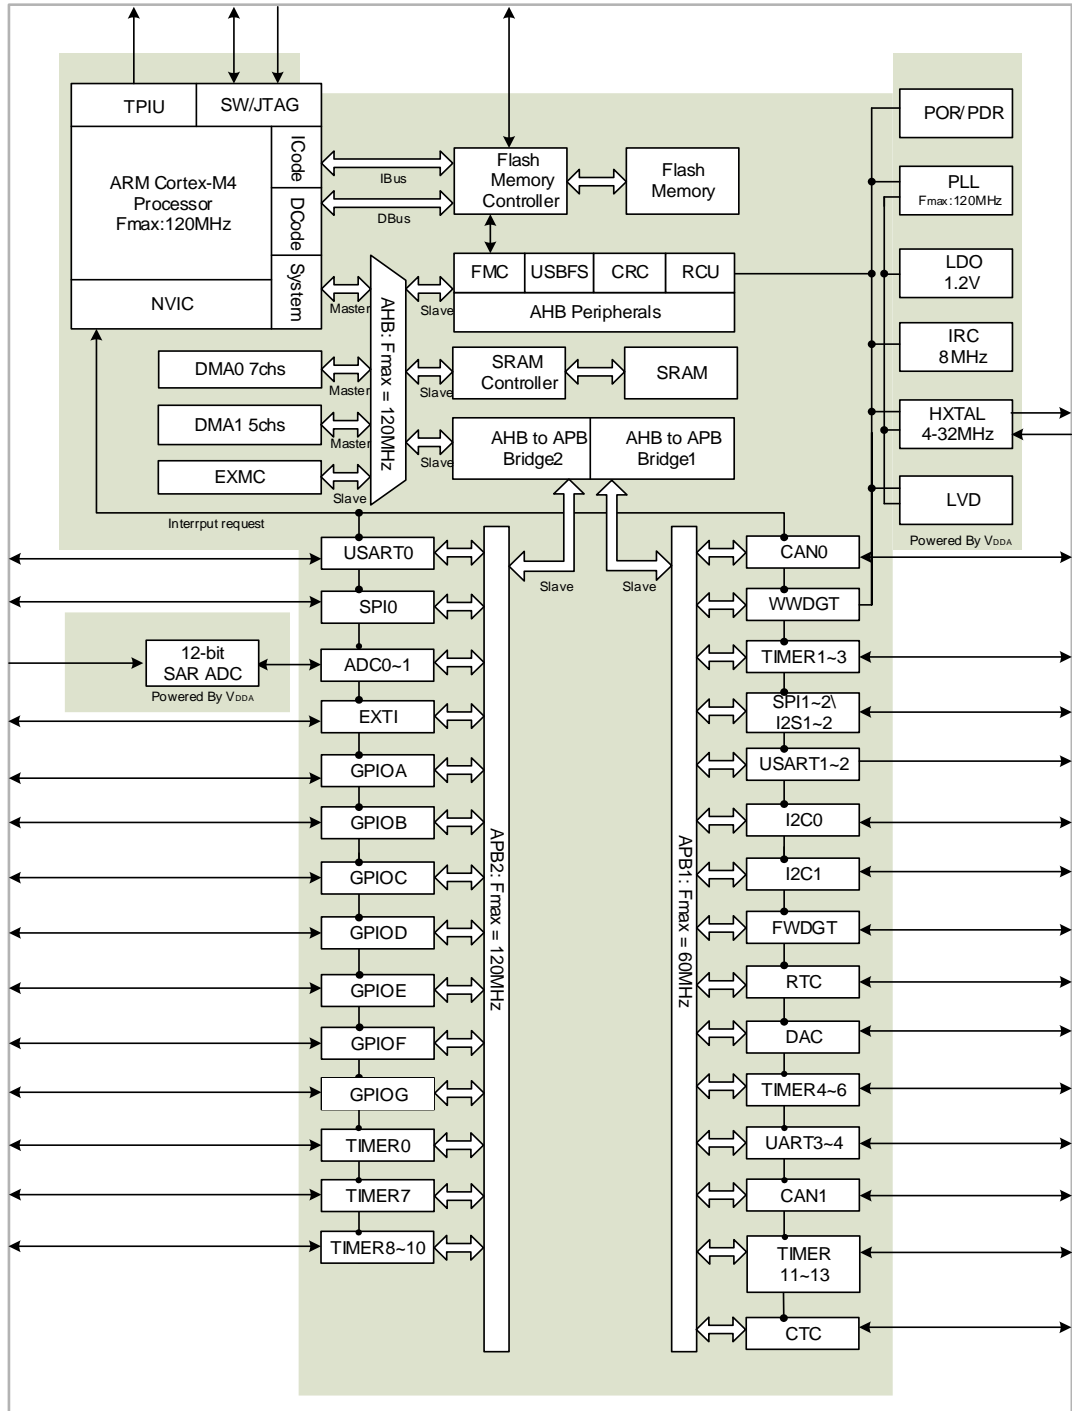 TPIU
SW/JTAG
ARM Cortex-M4
Processor
Fmax:120MHz
ICode
DCode
System
NVIC
IBus
DBus
Flash
Memory
Controller
Flash
Memory
FMC
USBFS
CRC
RCU
AHB Peripherals
Master
Slave
AHB: Fmax = 120MHz
DMA0 7chs
Master
Slave
SRAM
Controller
SRAM
DMA1 5chs
Master
Slave
AHB to APB
Bridge2
AHB to APB
Bridge1
EXMC
Slave
Interrput request
POR/PDR
PLL
Fmax:120MHz
LDO
1.2V
IRC
8MHz
HXTAL
4-32MHz
LVD
Powered By VDDA
Slave
Slave
USART0
SPI0
12-bit
SAR ADC
Powered By VDDA
ADC0~1
EXTI
GPIOA
GPIOB
GPIOC
GPIOD
GPIOE
GPIOF
GPIOG
TIMER0
TIMER7
TIMER8~10
APB2: Fmax = 120MHz
APB1: Fmax = 60MHz
CAN0
WWDGT
TIMER1~3
SPI1~2\
I2S1~2
USART1~2
I2C0
I2C1
FWDGT
RTC
DAC
TIMER4~6
UART3~4
CAN1
TIMER
11~13
CTC